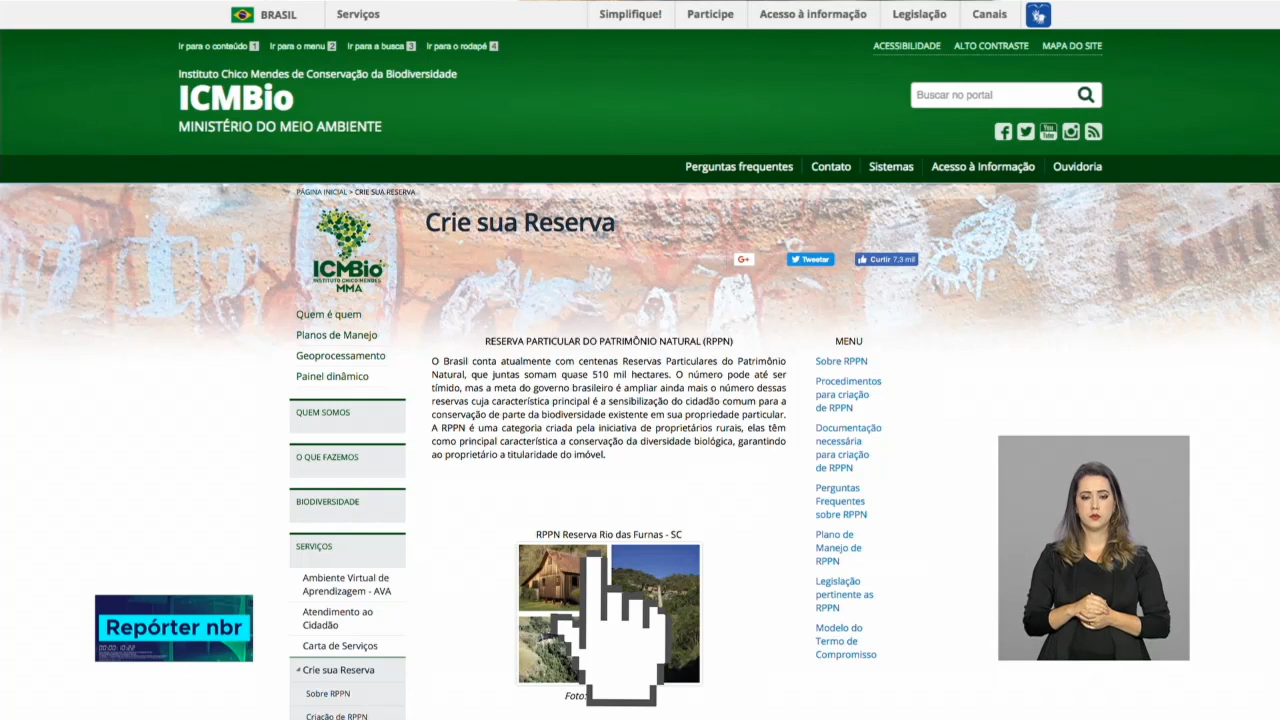 BRASIL
Serviços
Simplifique!
Participe
Acesso à informação
Legislação
Canais
Ir para o conteúdo 1
Ir para o menu 2
Ir para a busca 3
Ir para o rodapé 4
ACESSIBILIDADE
ALTO CONTRASTE
MAPA DO SITE
Instituto Chico Mendes de Conservação da Biodiversidade
ICMBio
MINISTÉRIO DO MEIO AMBIENTE
Buscar no portal
You Tube
Perguntas frequentes
Contato
Sistemas
Acesso à Informação
Ouvidoria
PÁGINA INICIAL > CRIE SUA RESERVA
ICMBio
INSTITUTO CHICO MENDES
MMA
Crie sua Reserva
G+
Tweetar
Curtir 7,3 mil
Quem é quem
Planos de Manejo
Geoprocessamento
Painel dinâmico
QUEM SOMOS
O QUE FAZEMOS
BIODIVERSIDADE
SERVIÇOS
Ambiente Virtual de
Aprendizagem - AVA
Atendimento ao
Cidadão
Carta de Serviços
Crie sua Reserva
Sobre RPPN
Criação de RPPN
RESERVA PARTICULAR DO PATRIMÔNIO NATURAL (RPPN)
O Brasil conta atualmente com centenas Reservas Particulares do Patrimônio
Natural, que juntas somam quase 510 mil hectares. O número pode até ser
tímido, mas a meta do governo brasileiro é ampliar ainda mais o número dessas
reservas cuja característica principal é a sensibilização do cidadão comum para a
conservação de parte da biodiversidade existente em sua propriedade particular.
A RPPN é uma categoria criada pela iniciativa de proprietários rurais, elas têm
como principal característica a conservação da diversidade biológica, garantindo
ao proprietário a titularidade do imóvel.
RPPN Reserva Rio das Furnas - SC
Foto:
MENU
Sobre RPPN
Procedimentos
para criação
de RPPN
Documentação
necessária
para criação
de RPPN
Perguntas
Frequentes
sobre RPPN
Plano de
Manejo de
RPPN
Legislação
pertinente as
RPPN
Modelo do
Termo de
Compromisso
Repórter nbr